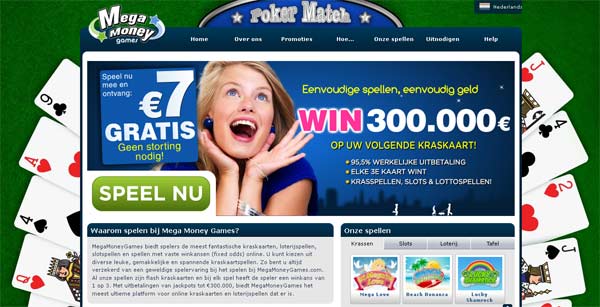 Poker Match
Nederlands
Mega
Money
games
Home
Over ons
Promoties
Hoe...
Onze spellen
Uitnodigen
Help
Speel nu
mee en
ontvang:
€7
GRATIS
Geen storting
nodig!
SPEEL NU
Eenvoudige spellen, eenvoudig geld
WIN 300.000€
OP UW VOLGENDE KRASKAART!
95,5% WERKELIJKE UITBETALING
ELKE 3E KAART WINT
KRASSPELLEN, SLOTS & LOTTOSPELLEN!
Waarom spelen bij Mega Money Games?
MegaMoneyGames biedt spelers de meest fantastische kraskaarten, loterijspellen,
slotspellen en spellen met vaste winkansen (fixed odds) online. U kunt kiezen uit
diverse leuke, gemakkelijke en spannende kraskaartspellen. Zo bent u altijd
verzekerd van een geweldige spelervaring bij het spelen bij MegaMoneyGames.com.
Al onze spellen zijn flash kraskaarten en bij elk spel heeft de speler een winkans van
1 op 3. Met uitbetalingen van jackpots tot €300.000, biedt MegaMoneyGames het
meest ultieme platform voor online kraskaarten en loterijspellen dat er is.
Onze spellen
Krassen
Slots
Loterij
Tafel
Mega Love
Beach Bonanza
Lucky
Shamrock